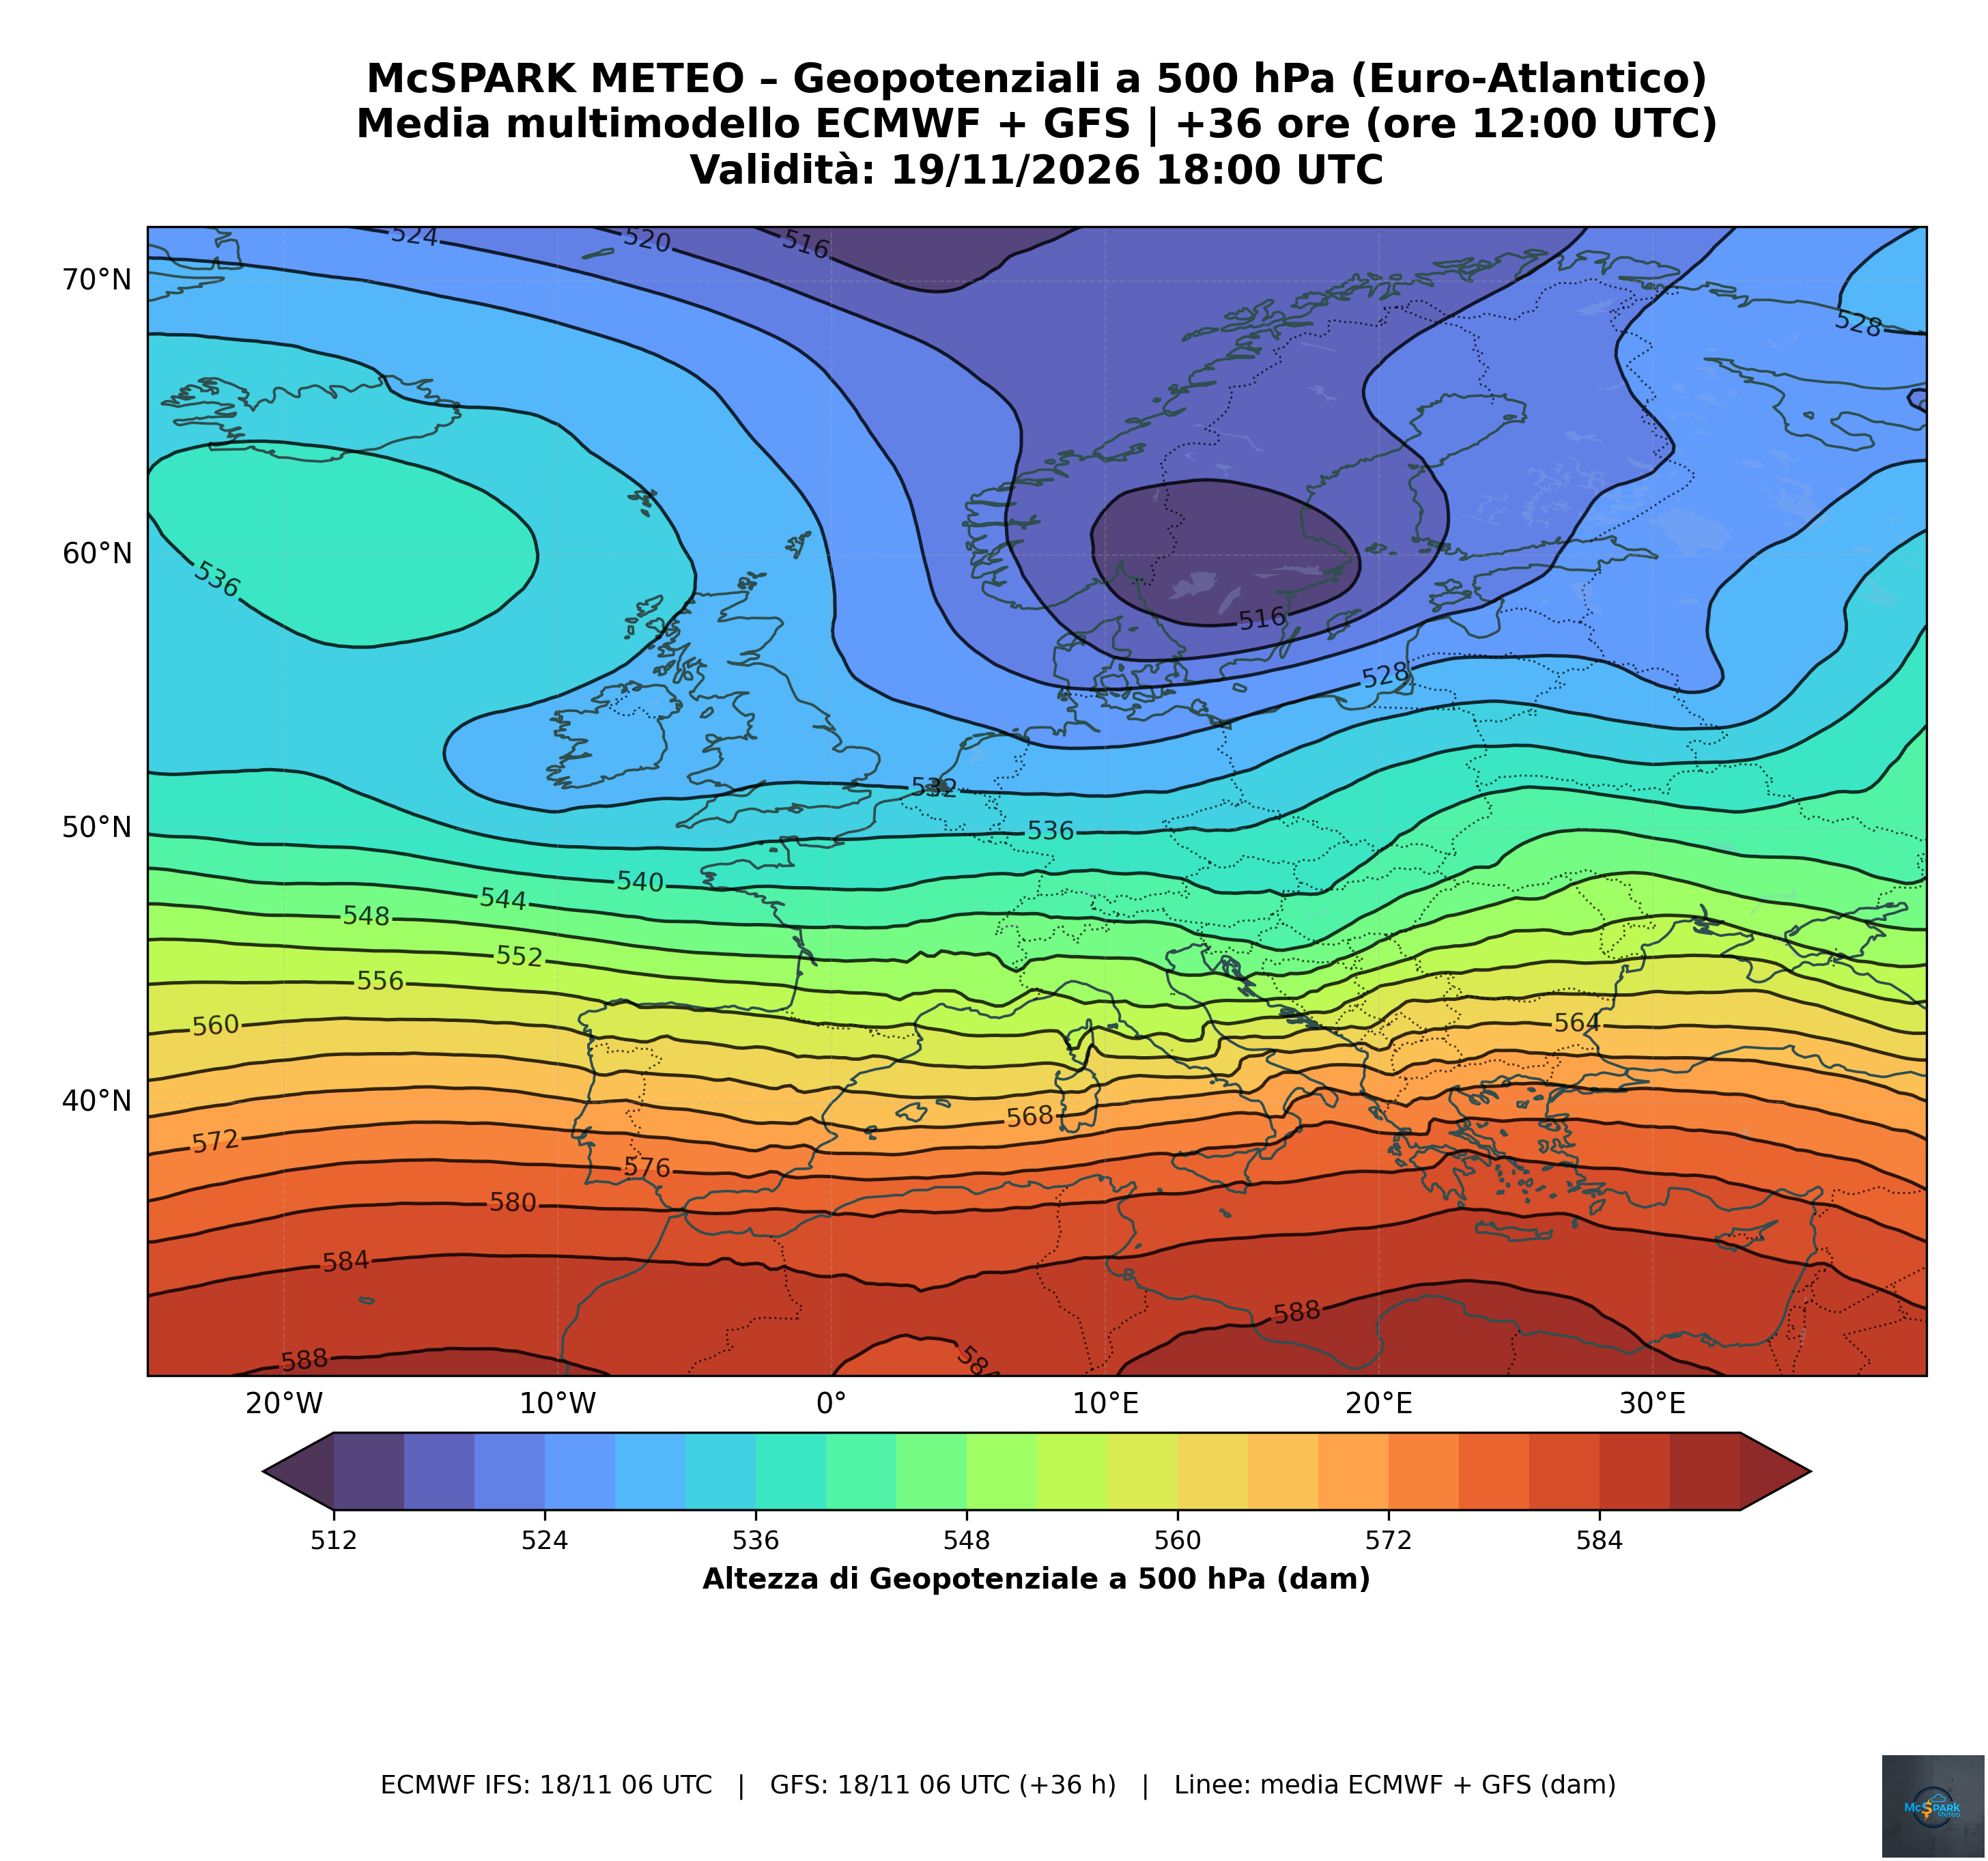 McSPARK METEO – Geopotenziali a 500 hPa (Euro-Atlantico)
Media multimodello ECMWF + GFS | +36 ore (ore 12:00 UTC)
Validità: 19/11/2026 18:00 UTC
524
520
516
70°N
528
60°N
536
516
528
532
50°N
536
540
544
548
552
556
560
564
40°N
568
572
576
580
584
588
588
584
20°W
10°W
0°
10°E
20°E
30°E
512
524
536
548
560
572
584
Altezza di Geopotenziale a 500 hPa (dam)
ECMWF IFS: 18/11 06 UTC | GFS: 18/11 06 UTC (+36 h) | Linee: media ECMWF + GFS (dam)
McSPARK
Meteo